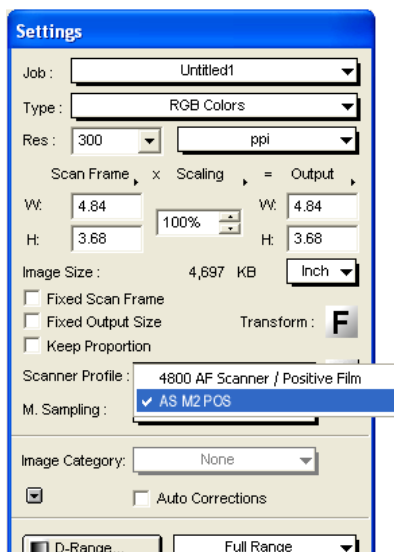 Settings
Job : Untitled1
Type : RGB Colors
Res : 300 ppi
Scan Frame x Scaling = Output
W: 4.84 100% W: 4.84
H: 3.68 H: 3.68
Image Size : 4,697 KB Inch
Fixed Scan Frame
Fixed Output Size Transform : F
Keep Proportion
Scanner Profile : 4800 AF Scanner / Positive Film
AS M2 POS
M. Sampling :
Image Category: None
Auto Corrections
D-Range... Full Range